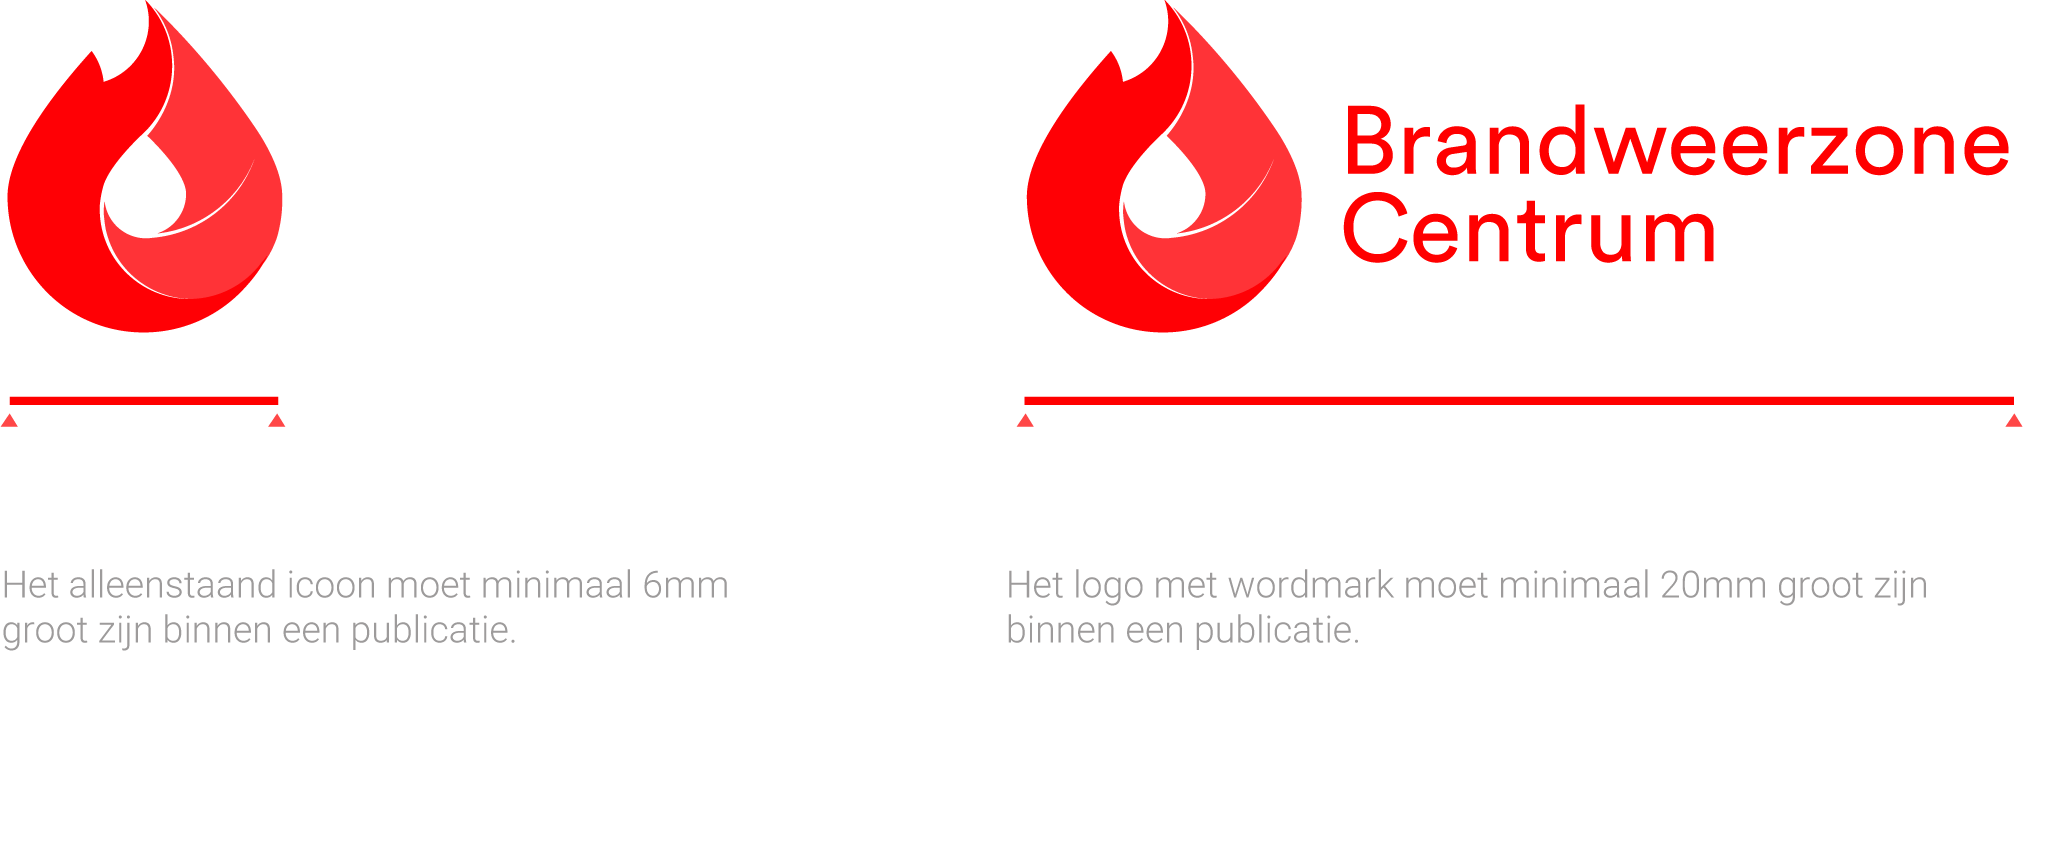 Brandweerzone
Centrum
Het alleenstaand icoon moet minimaal 6mm
groot zijn binnen een publicatie.
Het logo met wordmark moet minimaal 20mm groot zijn
binnen een publicatie.